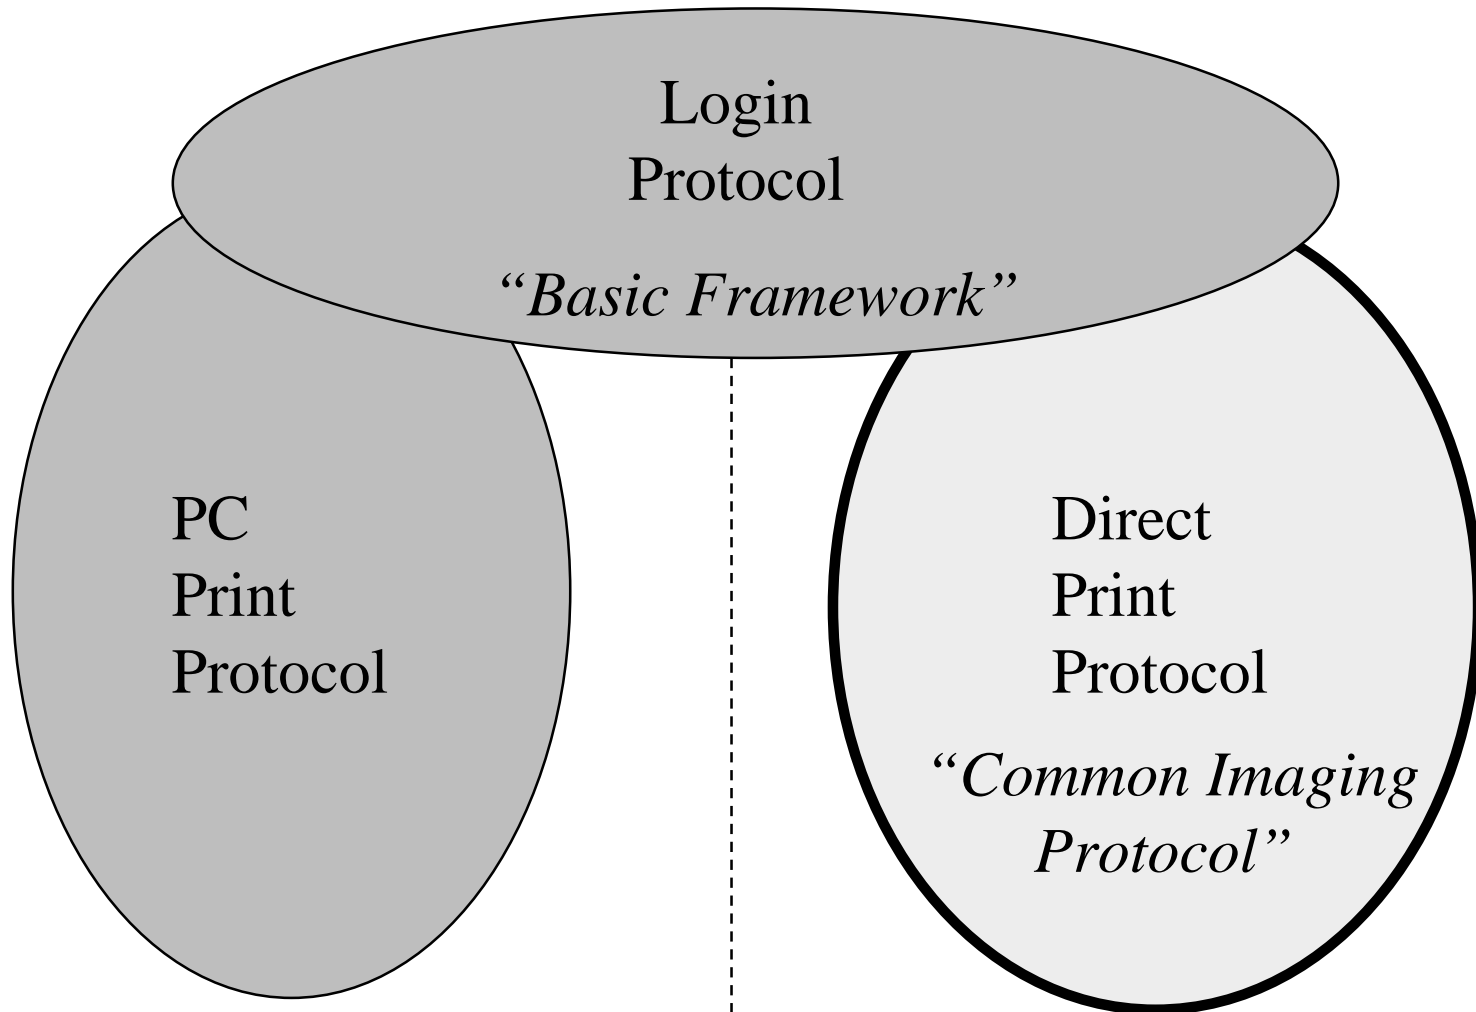 Login
Protocol
“Basic Framework”
PC
Print
Protocol
Direct
Print
Protocol
“Common Imaging
Protocol”